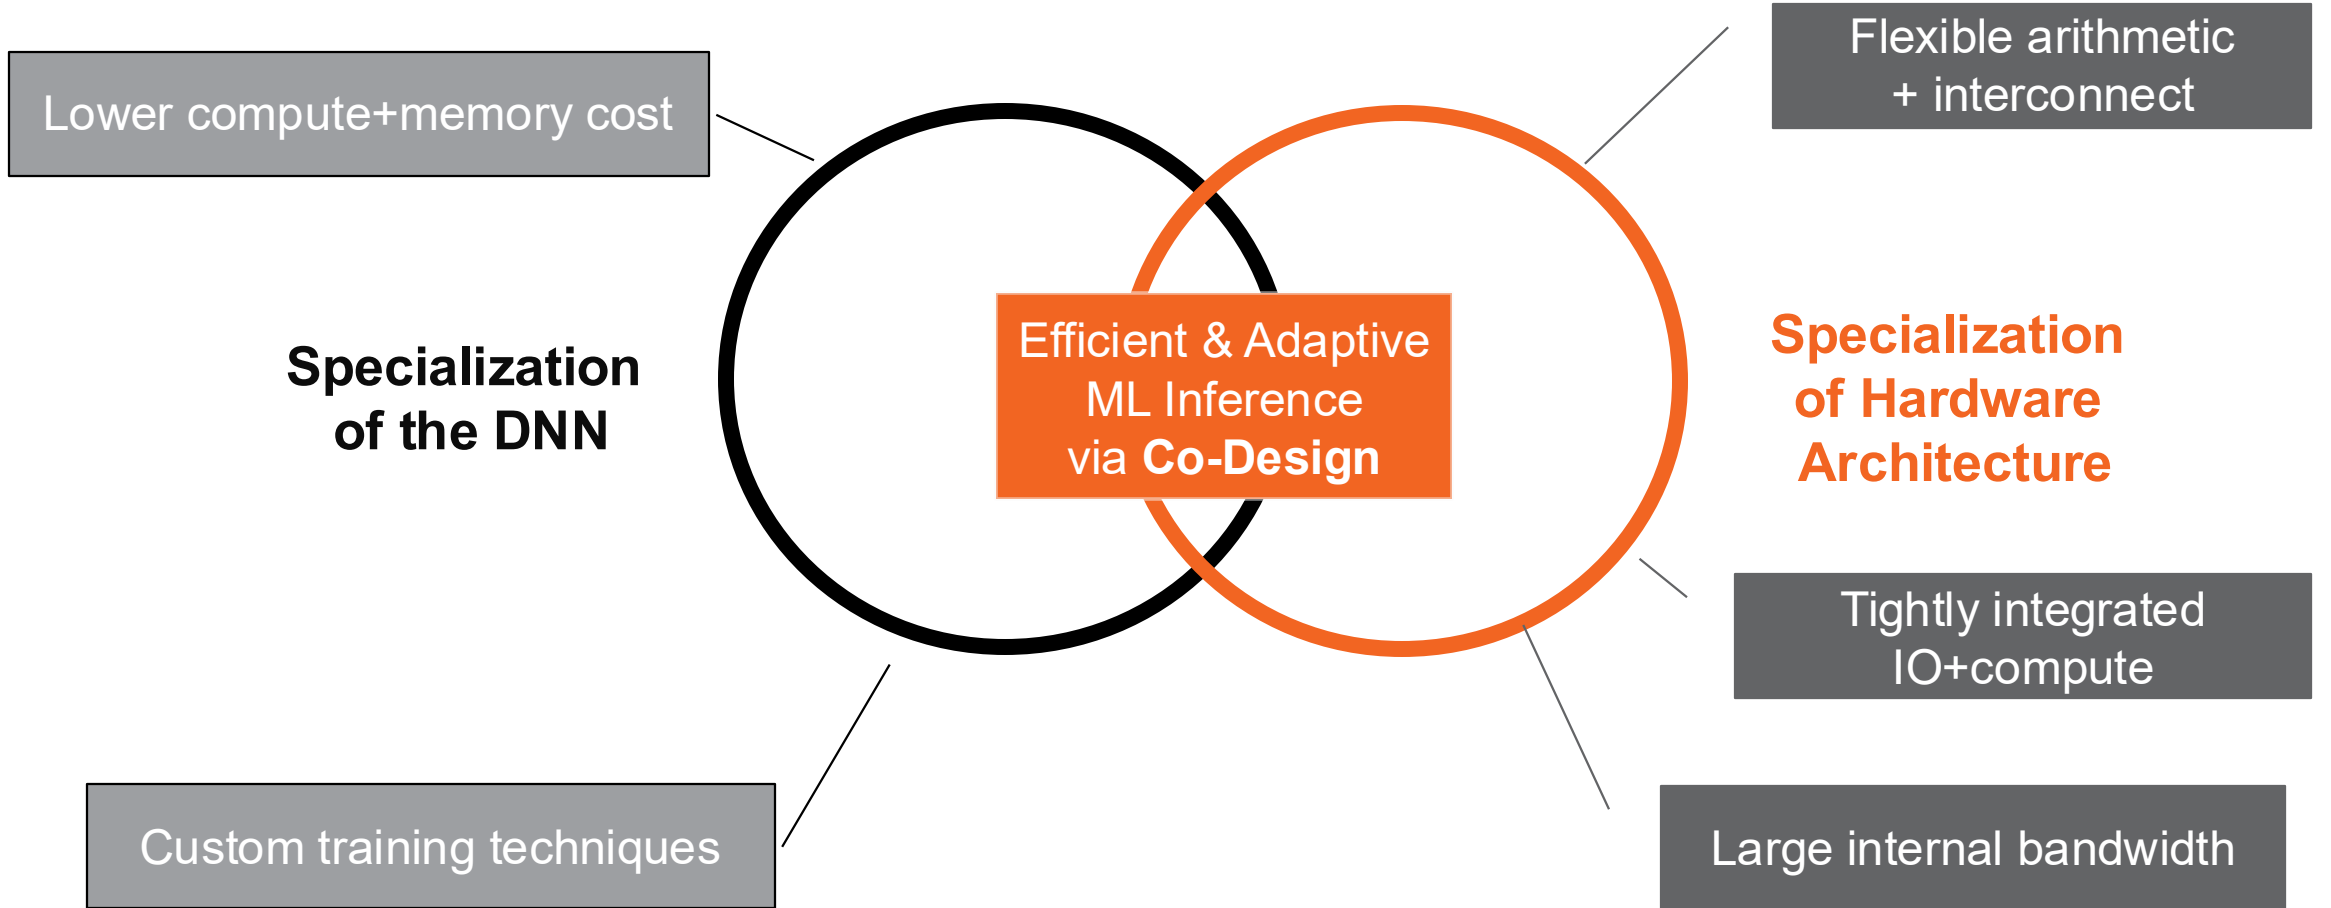 Lower compute+memory cost
Flexible arithmetic
+ interconnect
Specialization
of the DNN
Efficient & Adaptive
ML Inference
via Co-Design
Specialization
of Hardware
Architecture
Tightly integrated
IO+compute
Custom training techniques
Large internal bandwidth